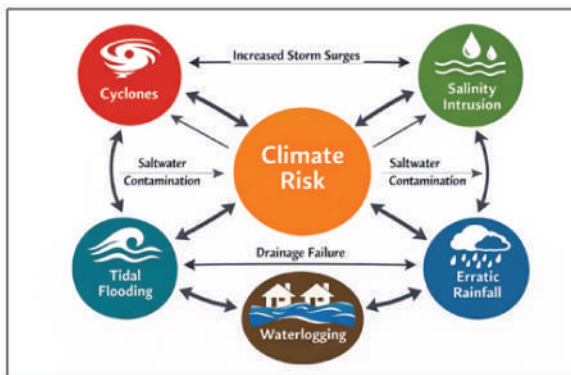 Increased Storm Surges
Cyclones
Salinity
Intrusion
Climate
Risk
Saltwater
Contamination
Saltwater
Contamination
Drainage Failure
Tidal
Flooding
Erratic
Rainfall
Waterlogging